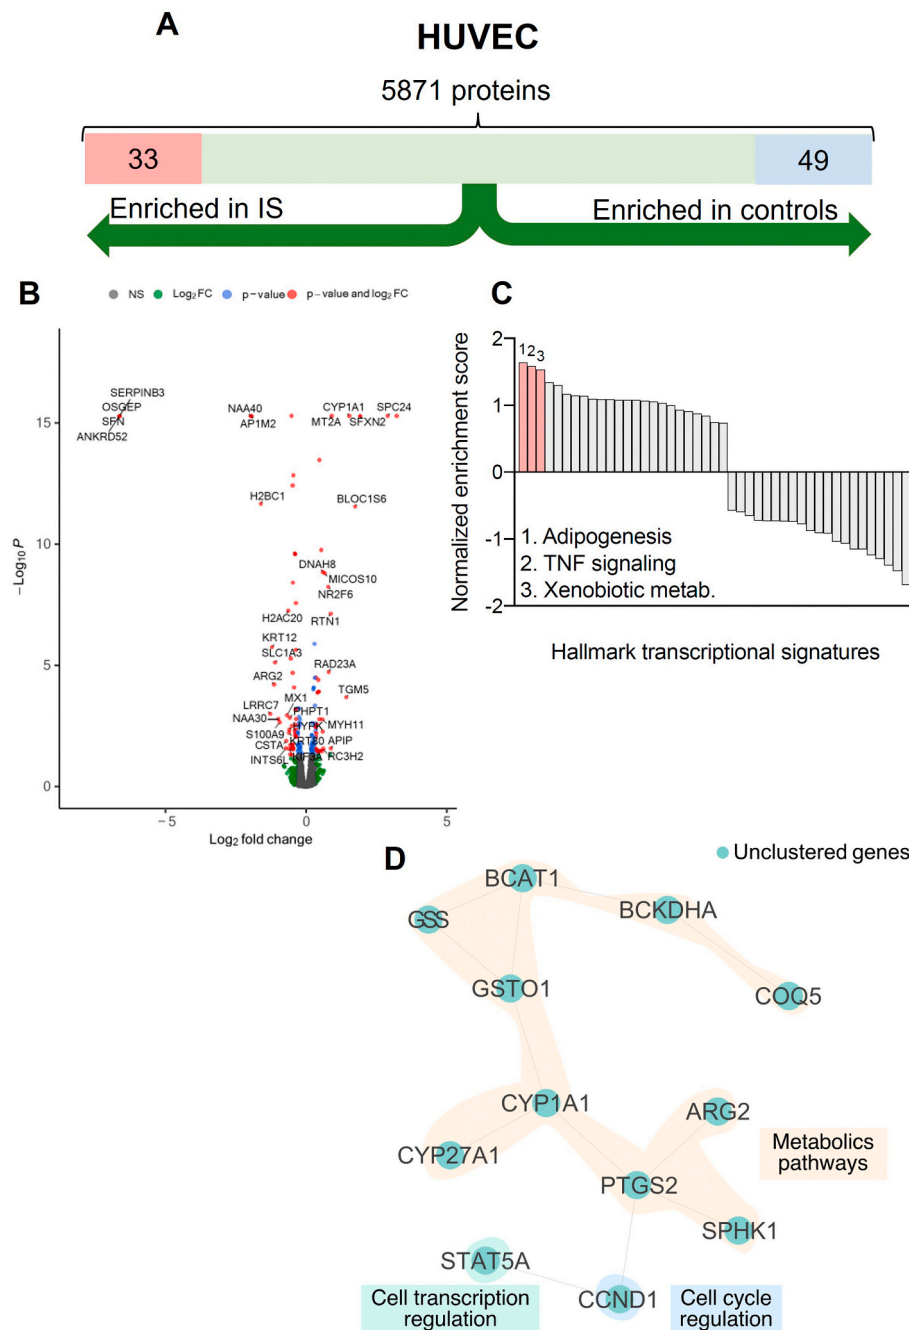 A
HUVEC
5871 proteins
33
49
Enriched in IS
Enriched in controls
B
NS
Log2 FC
p-value
p-value and log2 FC
SERPINB3
OSGEP
SFN
ANKRD52
NAA40
AP1M2
CYP1A1
SPC24
MT2A
SFXN2
H2BC1
BLOC1S6
DNAH8
MICOS10
NR2F6
H2AC20
RTN1
KRT12
SLC1A3
RAD23A
ARG2
TGM5
LRRC7
MX1
PHPT1
NAA30
MYH11
HYPK
S100A9
KRT80
APIP
CSTA
INTS6L
KIF3A
RC3H2
15
10
5
0
-Log10 P
-5
0
5
Log2 fold change
C
Normalized enrichment score
2
1
0
-1
-2
1 2 3
1. Adipogenesis
2. TNF signaling
3. Xenobiotic metab.
Hallmark transcriptional signatures
D
Unclustered genes
BCAT1
GSS
BCKDHA
GSTO1
COQ5
CYP1A1
ARG2
CYP27A1
Metabolics
pathways
PTGS2
SPHK1
STAT5A
CCND1
Cell transcription
regulation
Cell cycle
regulation